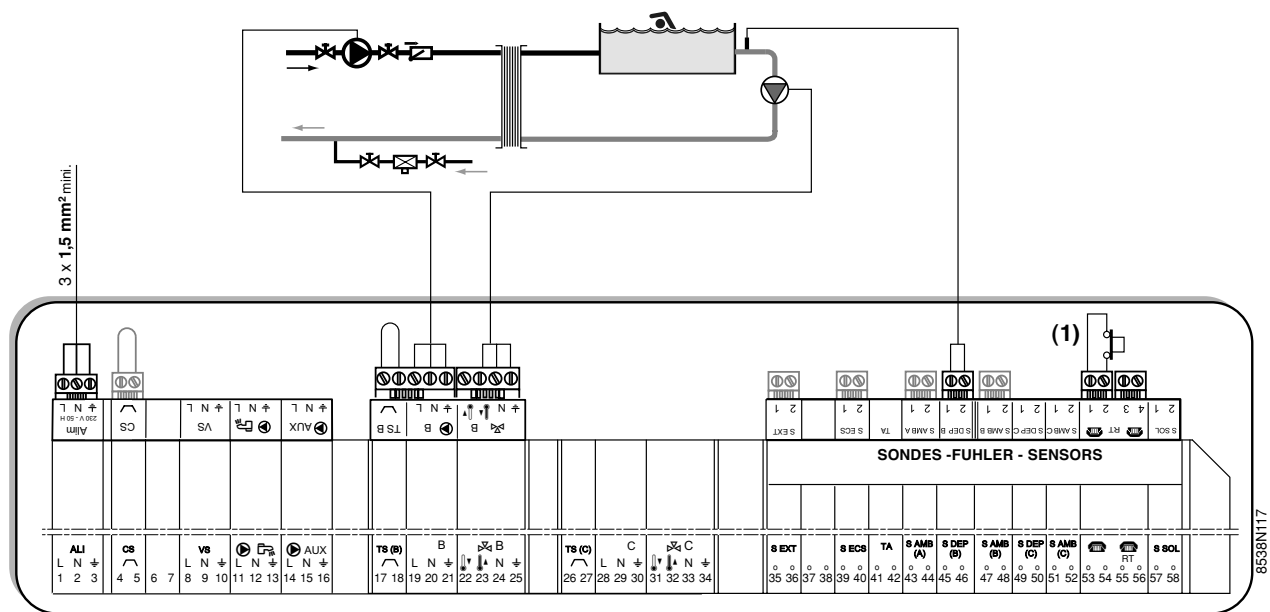 3 x 1,5 mm² mini.
(1)
L N ⏚
230 - V- 50 H
Alim
CS
L N ⏚
VS
L N ⏚
L N ⏚
AUX
TS B
L N ⏚
B
N ⏚
B
2 1
S EXT
2 1
S ECS
TA
2 1
S AMB A
2 1
S DEP B
2 1
S AMB B
2 1
S DEP C
2 1
S AMB C
2 1
RT
4 3
2 1
S SOL
SONDES -FUHLER - SENSORS
ALI
L N ⏚
1 2 3
CS
4 5
6 7
VS
L N ⏚
8 9 10
L N ⏚
11 12 13
AUX
L N ⏚
14 15 16
TS (B)
17 18
B
L N ⏚
19 20 21
B
N ⏚
22 23 24 25
TS (C)
26 27
C
L N ⏚
28 29 30
C
N ⏚
31 32 33 34
S EXT
35 36
37 38
S ECS
39 40
TA
41 42
S AMB
(A)
43 44
S DEP
(B)
45 46
S AMB
(B)
47 48
S DEP
(C)
49 50
S AMB
(C)
51 52
53 54
RT
55 56
S SOL
57 58
8538N117